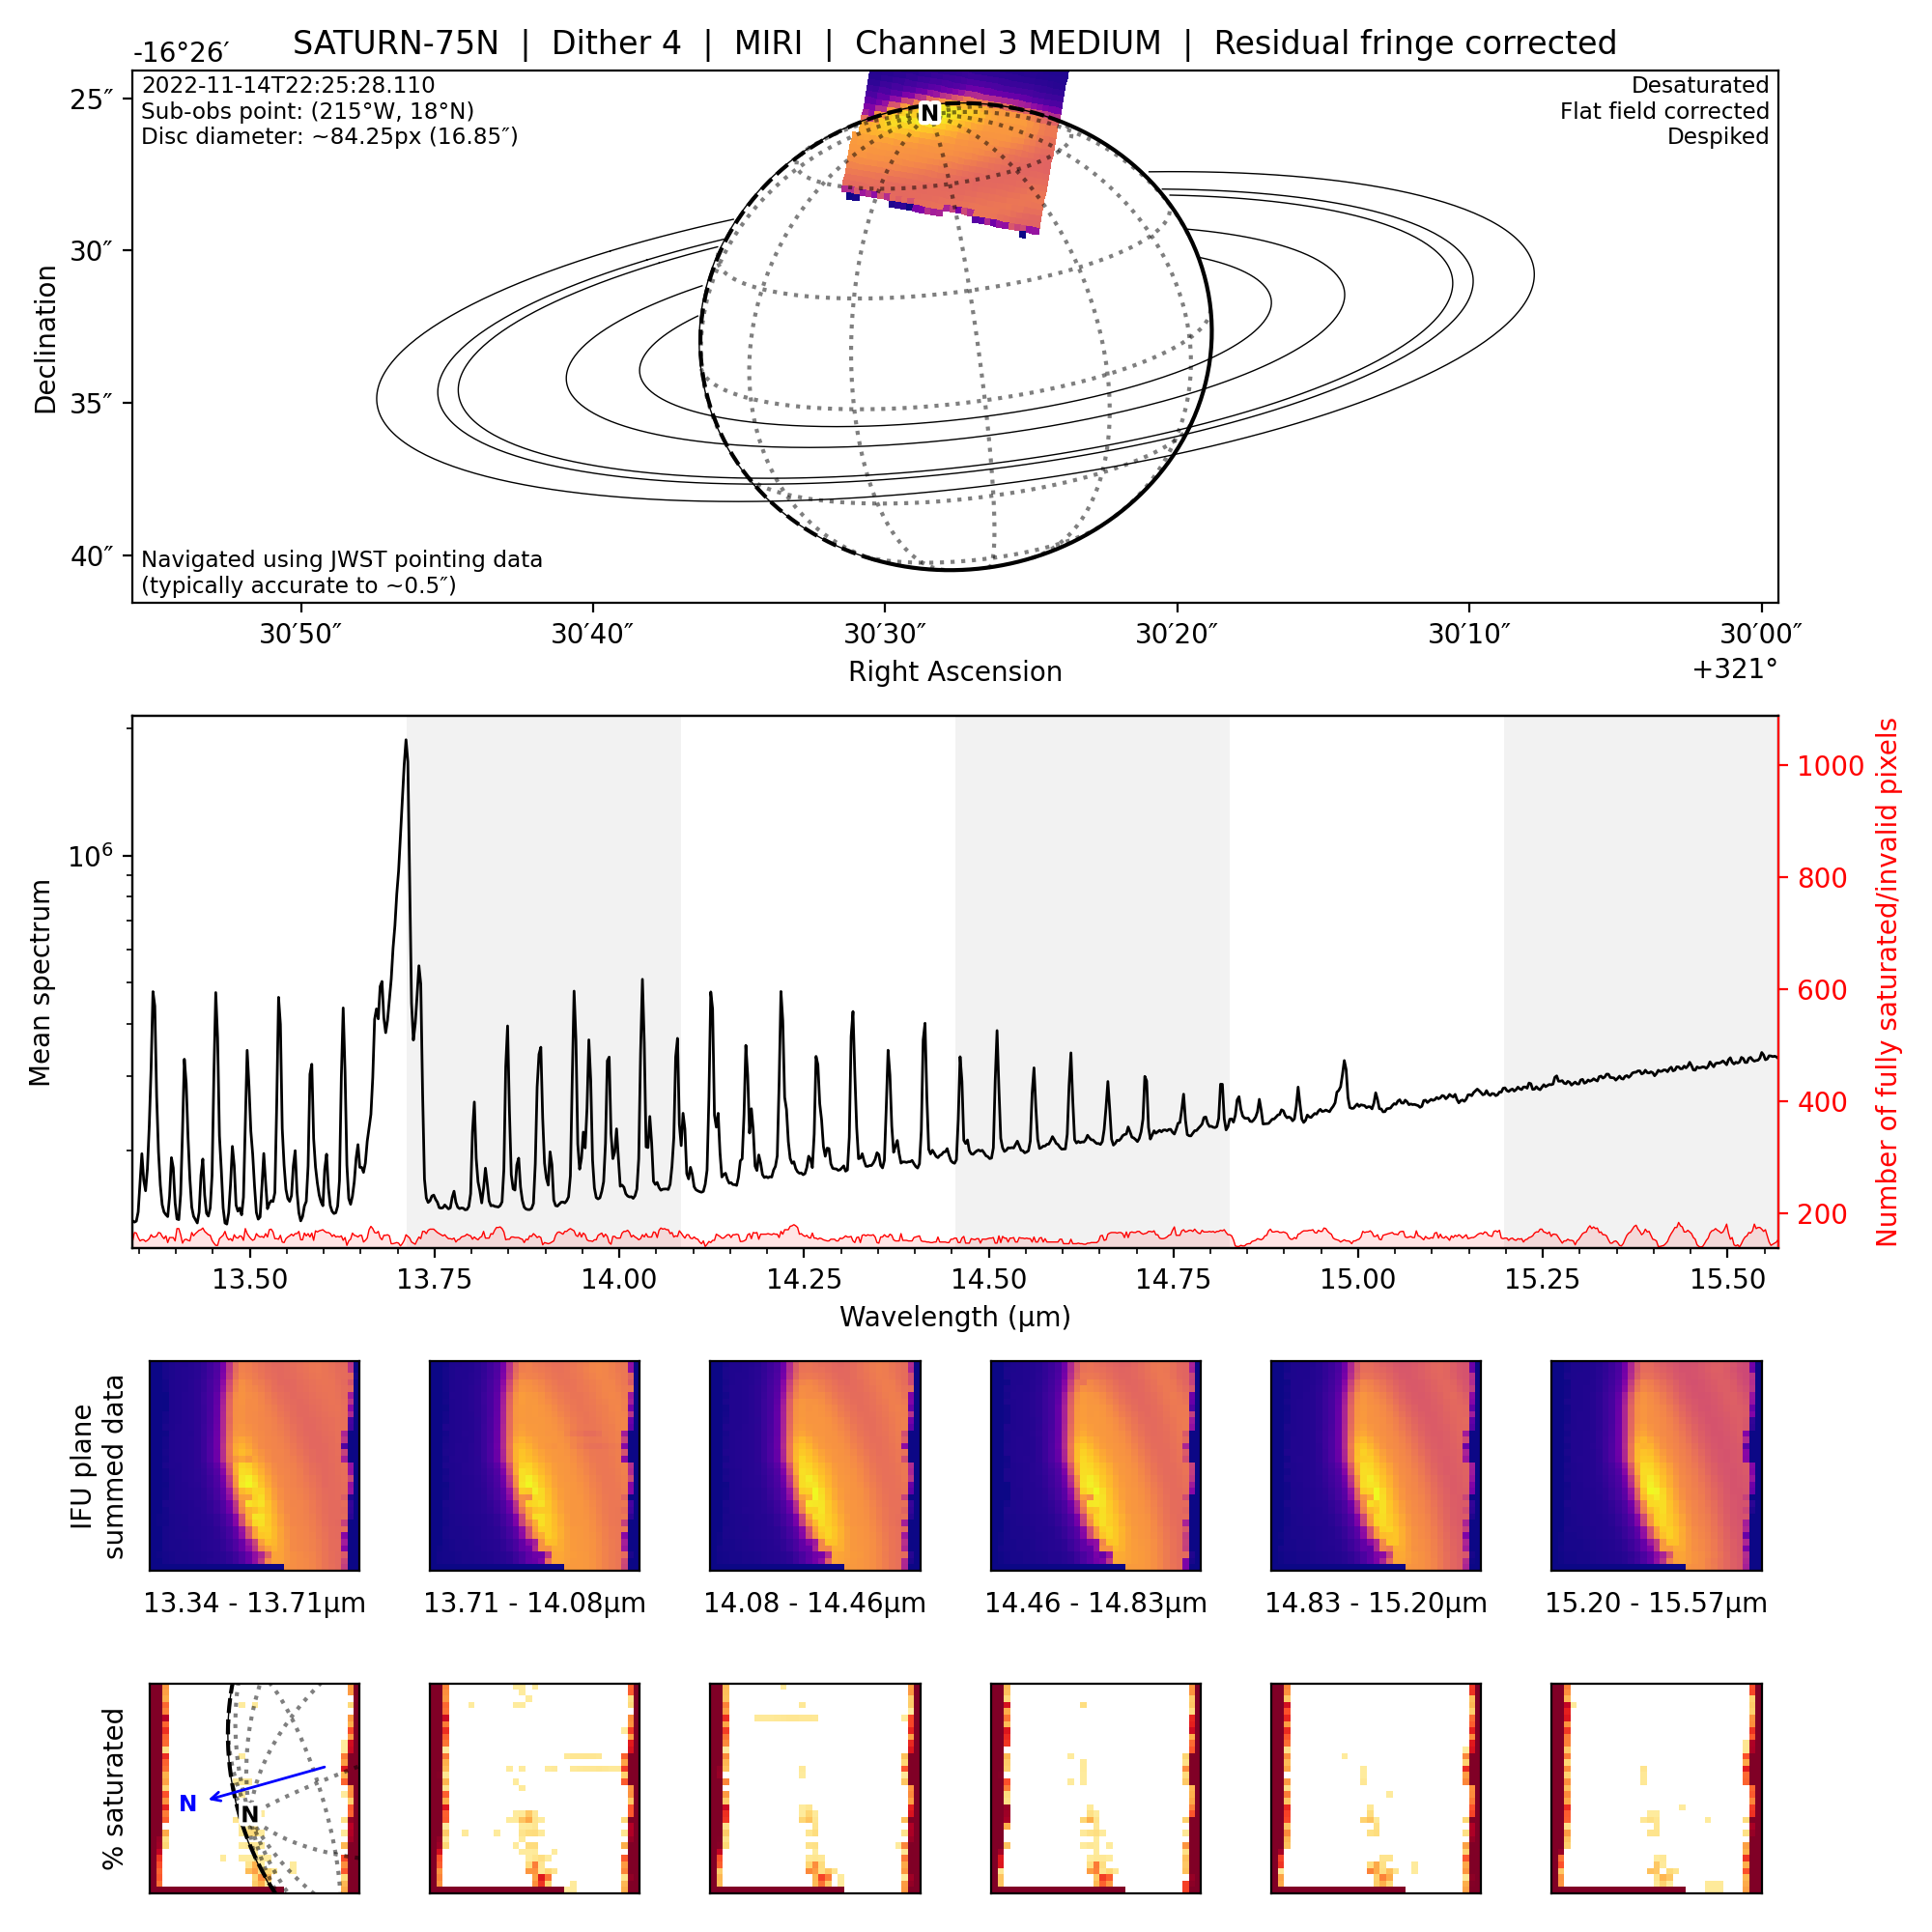 SATURN-75N | Dither 4 | MIRI | Channel 3 MEDIUM | Residual fringe corrected
-16°26′
2022-11-14T22:25:28.110
Sub-obs point: (215°W, 18°N)
Disc diameter: ~84.25px (16.85″)
Desaturated
Flat field corrected
Despiked
N
25″
30″
35″
40″
Declination
Navigated using JWST pointing data
(typically accurate to ~0.5″)
30′50″ 30′40″ 30′30″ 30′20″ 30′10″ 30′00″
Right Ascension
+321°
Mean spectrum
10⁶
1000
800
600
400
200
Number of fully saturated/invalid pixels
13.50 13.75 14.00 14.25 14.50 14.75 15.00 15.25 15.50
Wavelength (µm)
IFU plane
summed data
13.34 - 13.71µm 13.71 - 14.08µm 14.08 - 14.46µm 14.46 - 14.83µm 14.83 - 15.20µm 15.20 - 15.57µm
% saturated
N
N